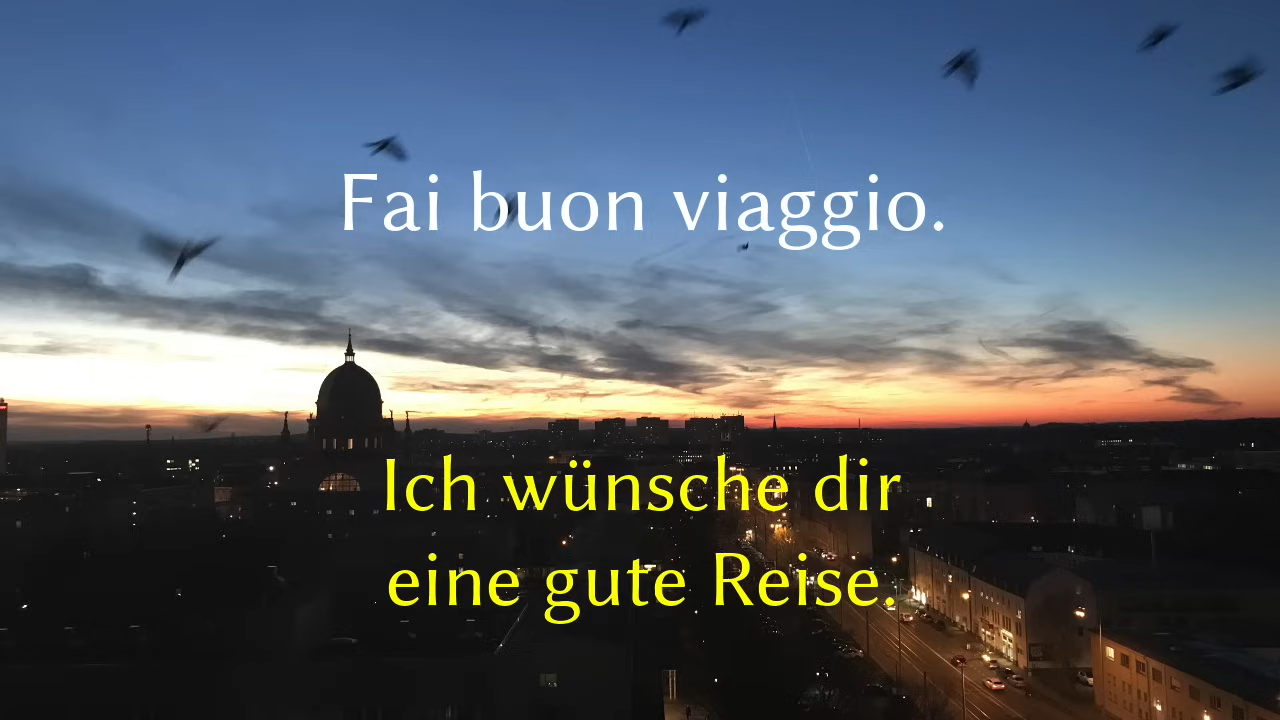 Fai buon viaggio.
Ich wünsche dir
eine gute Reise.